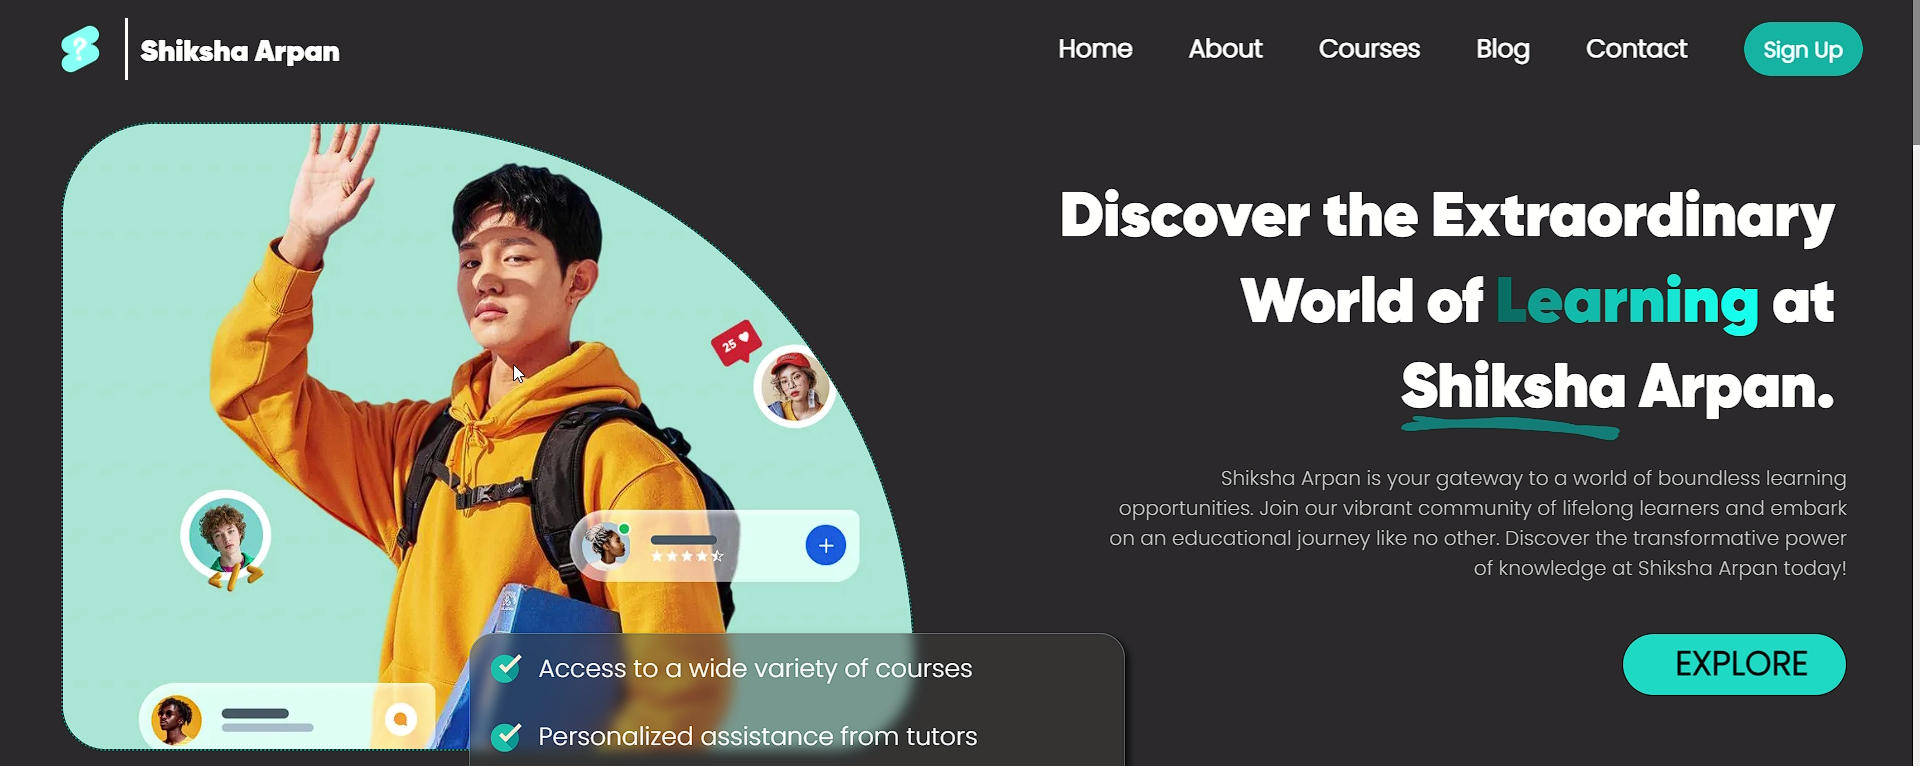 Shiksha Arpan
Home About Courses Blog Contact Sign Up
Discover the Extraordinary
World of Learning at
Shiksha Arpan.
Shiksha Arpan is your gateway to a world of boundless learning
opportunities. Join our vibrant community of lifelong learners and embark
on an educational journey like no other. Discover the transformative power
of knowledge at Shiksha Arpan today!
EXPLORE
25
Access to a wide variety of courses
Personalized assistance from tutors